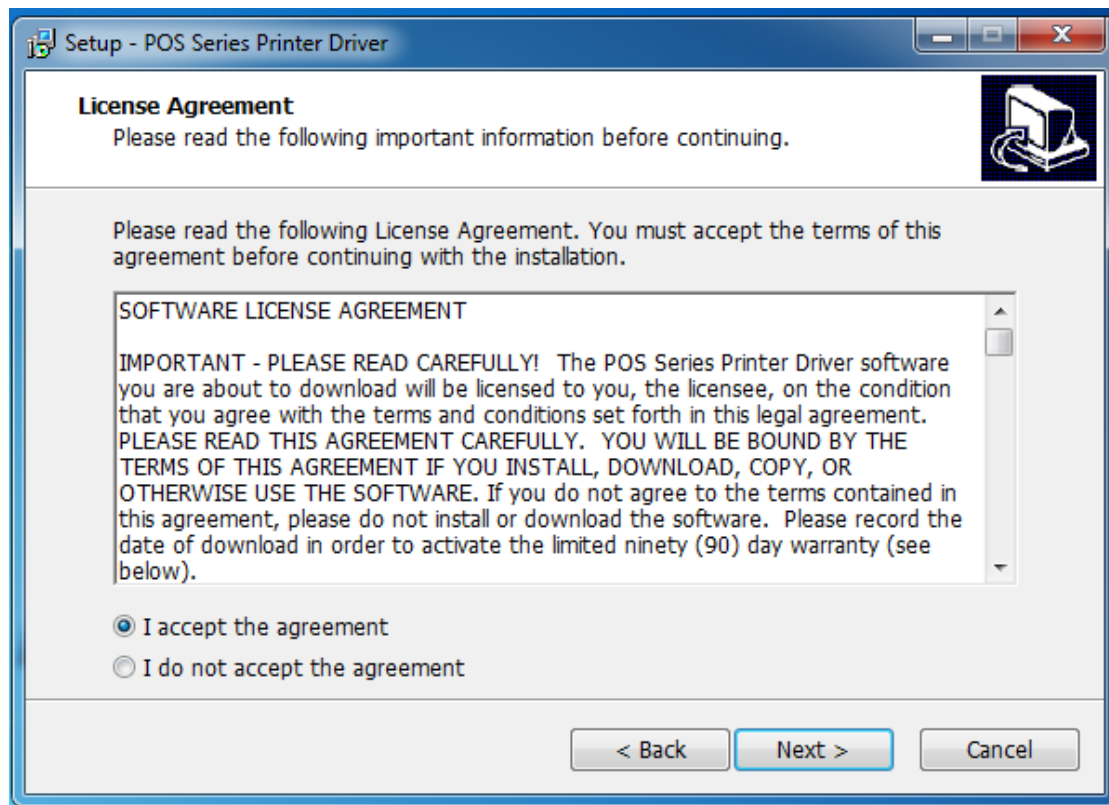 Setup - POS Series Printer Driver
License Agreement
Please read the following important information before continuing.
Please read the following License Agreement. You must accept the terms of this
agreement before continuing with the installation.
SOFTWARE LICENSE AGREEMENT
IMPORTANT - PLEASE READ CAREFULLY!  The POS Series Printer Driver software
you are about to download will be licensed to you, the licensee, on the condition
that you agree with the terms and conditions set forth in this legal agreement.
PLEASE READ THIS AGREEMENT CAREFULLY.  YOU WILL BE BOUND BY THE
TERMS OF THIS AGREEMENT IF YOU INSTALL, DOWNLOAD, COPY, OR
OTHERWISE USE THE SOFTWARE. If you do not agree to the terms contained in
this agreement, please do not install or download the software.  Please record the
date of download in order to activate the limited ninety (90) day warranty (see
below).
I accept the agreement
I do not accept the agreement
< Back
Next >
Cancel